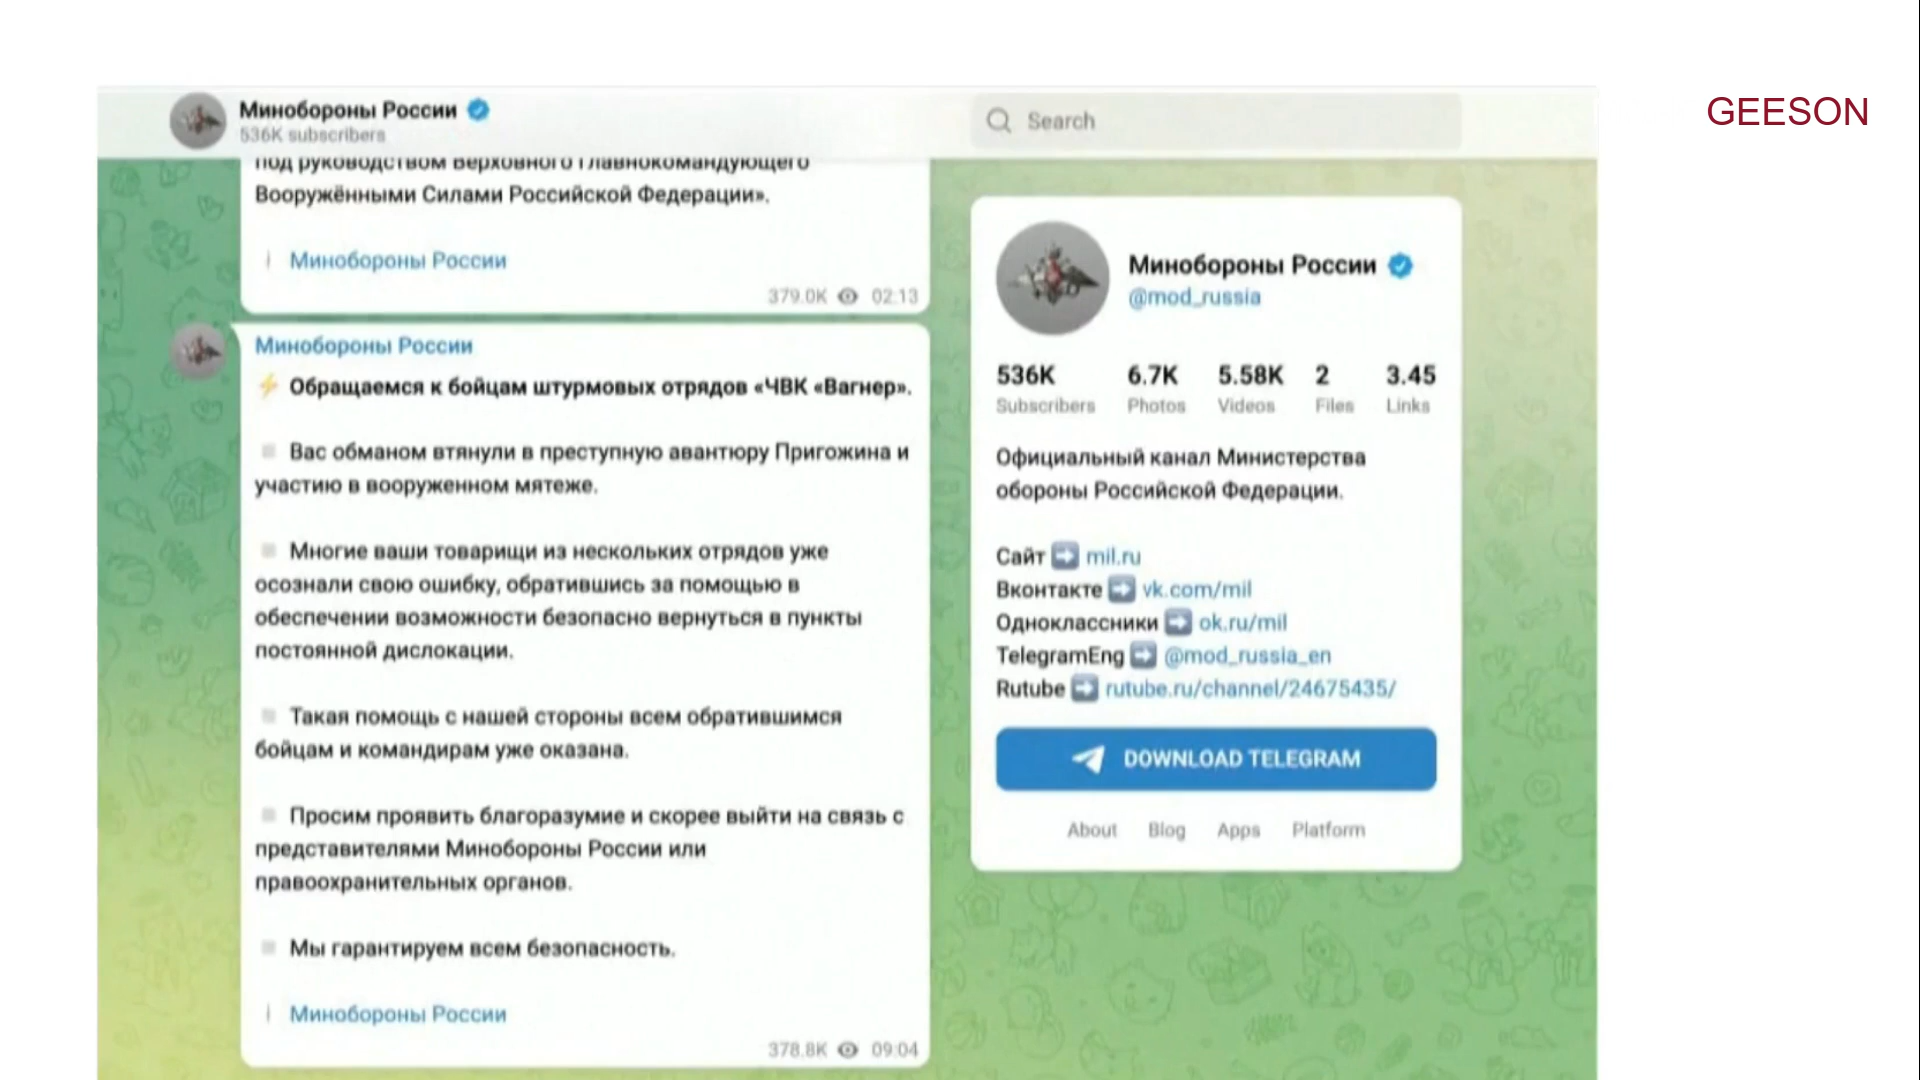 GEESON
Минобороны России
536K subscribers
Search
под руководством Верховного Главнокомандующего
Вооружёнными Силами Российской Федерации».
Минобороны России
379.0K 02:13
Минобороны России
Обращаемся к бойцам штурмовых отрядов «ЧВК «Вагнер».
Вас обманом втянули в преступную авантюру Пригожина и
участию в вооруженном мятеже.
Многие ваши товарищи из нескольких отрядов уже
осознали свою ошибку, обратившись за помощью в
обеспечении возможности безопасно вернуться в пункты
постоянной дислокации.
Такая помощь с нашей стороны всем обратившимся
бойцам и командирам уже оказана.
Просим проявить благоразумие и скорее выйти на связь с
представителями Минобороны России или
правоохранительных органов.
Мы гарантируем всем безопасность.
Минобороны России
378.8K 09:04
Минобороны России
@mod_russia
536K 6.7K 5.58K 2 3.45
Subscribers Photos Videos Files Links
Официальный канал Министерства
обороны Российской Федерации.
Сайт mil.ru
Вконтакте vk.com/mil
Одноклассники ok.ru/mil
TelegramEng @mod_russia_en
Rutube rutube.ru/channel/24675435/
DOWNLOAD TELEGRAM
About Blog Apps Platform